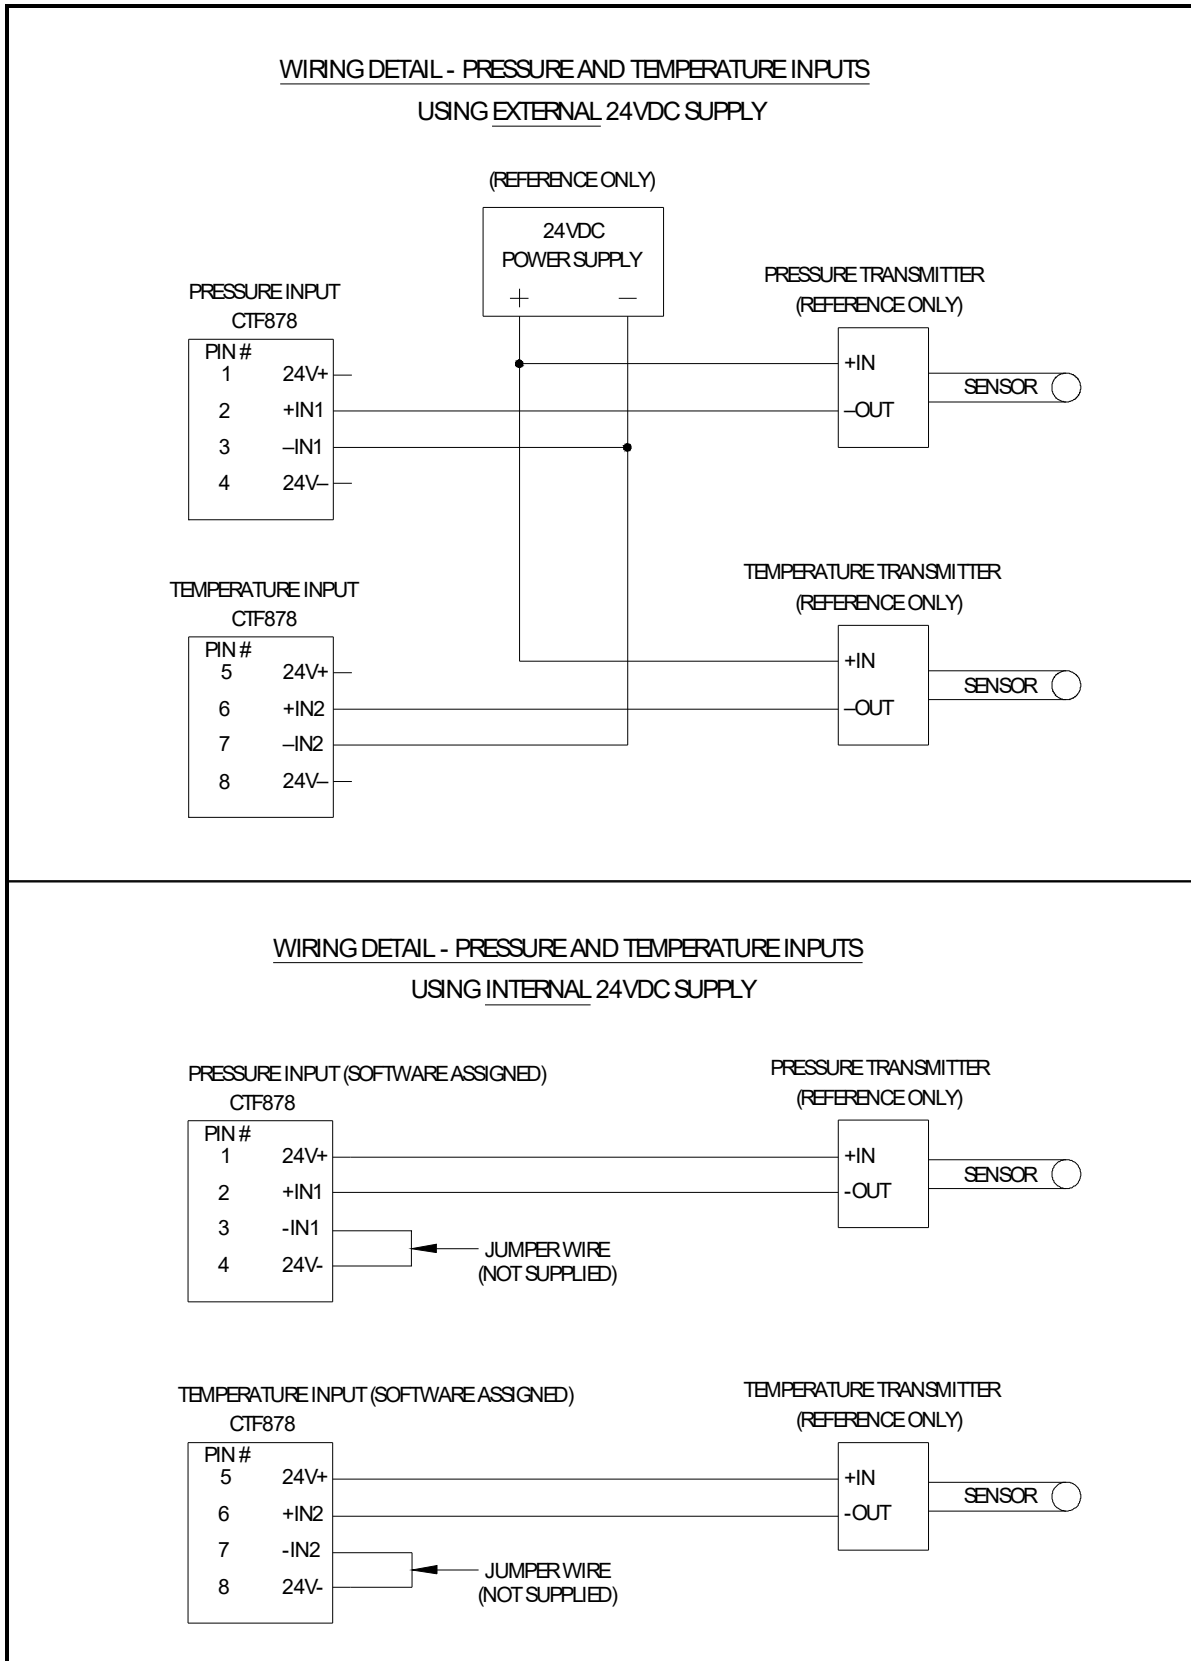 WIRING DETAIL - PRESSURE AND TEMPERATURE INPUTS
USING EXTERNAL 24VDC SUPPLY
(REFERENCE ONLY)
24VDC
POWER SUPPLY
+ –
PRESSURE INPUT
CTF878
PIN #
1 24V+
2 +IN1
3 –IN1
4 24V–
PRESSURE TRANSMITTER
(REFERENCE ONLY)
+IN
–OUT
SENSOR
TEMPERATURE INPUT
CTF878
PIN #
5 24V+
6 +IN2
7 –IN2
8 24V–
TEMPERATURE TRANSMITTER
(REFERENCE ONLY)
+IN
–OUT
SENSOR
WIRING DETAIL - PRESSURE AND TEMPERATURE INPUTS
USING INTERNAL 24VDC SUPPLY
PRESSURE INPUT (SOFTWARE ASSIGNED)
CTF878
PIN #
1 24V+
2 +IN1
3 -IN1
4 24V-
JUMPER WIRE
(NOT SUPPLIED)
PRESSURE TRANSMITTER
(REFERENCE ONLY)
+IN
-OUT
SENSOR
TEMPERATURE INPUT (SOFTWARE ASSIGNED)
CTF878
PIN #
5 24V+
6 +IN2
7 -IN2
8 24V-
JUMPER WIRE
(NOT SUPPLIED)
TEMPERATURE TRANSMITTER
(REFERENCE ONLY)
+IN
-OUT
SENSOR